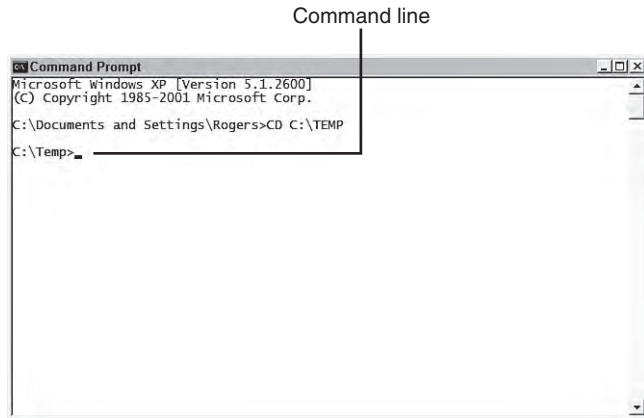 Command line
Command Prompt
Microsoft Windows XP [Version 5.1.2600]
(C) Copyright 1985-2001 Microsoft Corp.
C:\Documents and Settings\Rogers>CD C:\TEMP
C:\Temp>_